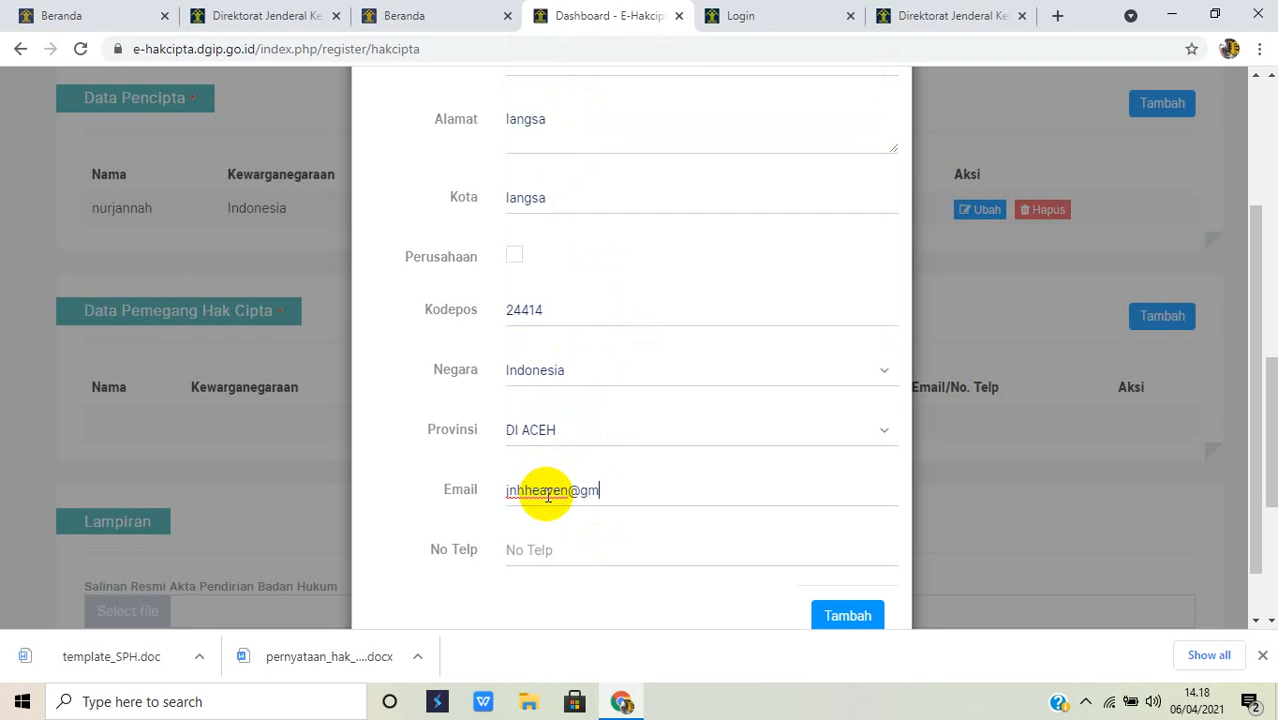 Beranda
Direktorat Jenderal Ke
Beranda
Dashboard - E-Hakcipt
Login
Direktorat Jenderal Ke
e-hakcipta.dgip.go.id/index.php/register/hakcipta
Data Pencipta *
Tambah
Nama
Kewarganegaraan
Aksi
nurjannah
Indonesia
Ubah
Hapus
Data Pemegang Hak Cipta *
Tambah
Nama
Kewarganegaraan
Email/No. Telp
Aksi
Lampiran
Salinan Resmi Akta Pendirian Badan Hukum
Select file
Alamat
langsa
Kota
langsa
Perusahaan
Kodepos
24414
Negara
Indonesia
Provinsi
DI ACEH
Email
jnhheaven@gm
No Telp
No Telp
Tambah
template_SPH.doc
pernyataan_hak_....docx
Show all
Type here to search
14.18
06/04/2021
2